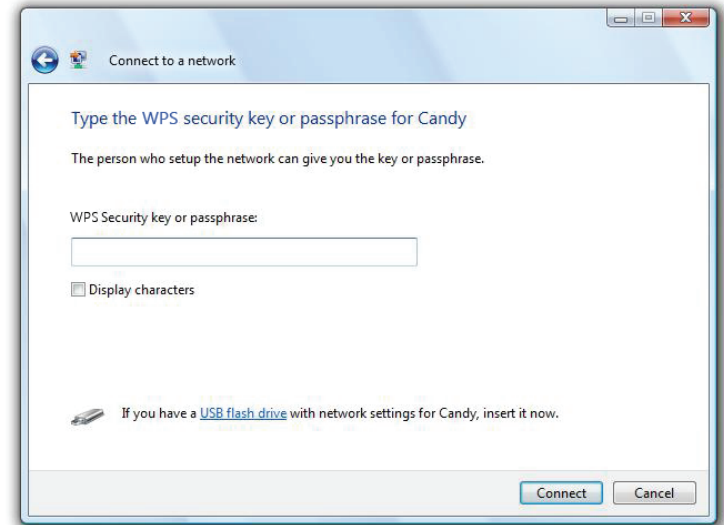 Connect to a network
Type the WPS security key or passphrase for Candy
The person who setup the network can give you the key or passphrase.
WPS Security key or passphrase:
Display characters
If you have a USB flash drive with network settings for Candy, insert it now.
Connect Cancel